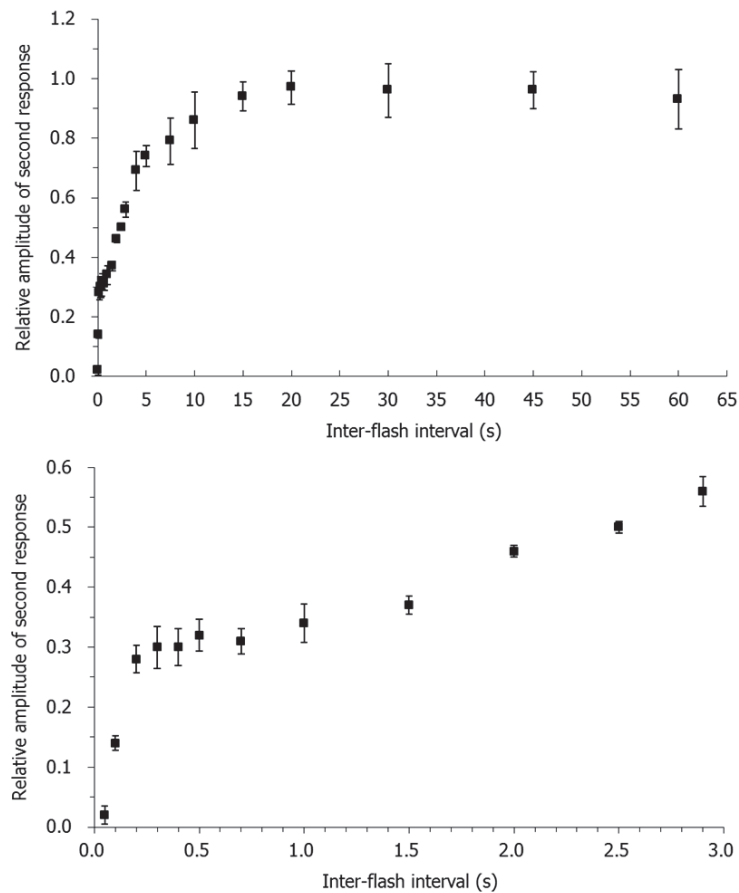 Relative amplitude of second response
1.2
1.0
0.8
0.6
0.4
0.2
0.0
0 5 10 15 20 25 30 35 40 45 50 55 60 65
Inter-flash interval (s)
Relative amplitude of second response
0.6
0.5
0.4
0.3
0.2
0.1
0.0
0.0 0.5 1.0 1.5 2.0 2.5 3.0
Inter-flash interval (s)